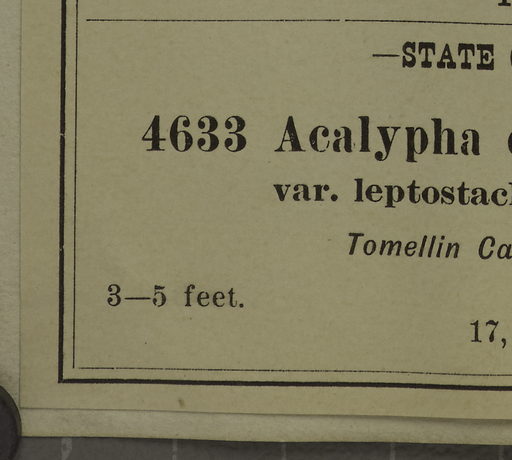 —STATE
4633 Acalypha
var. leptostac
Tomellin Ca
3—5 feet.
17,